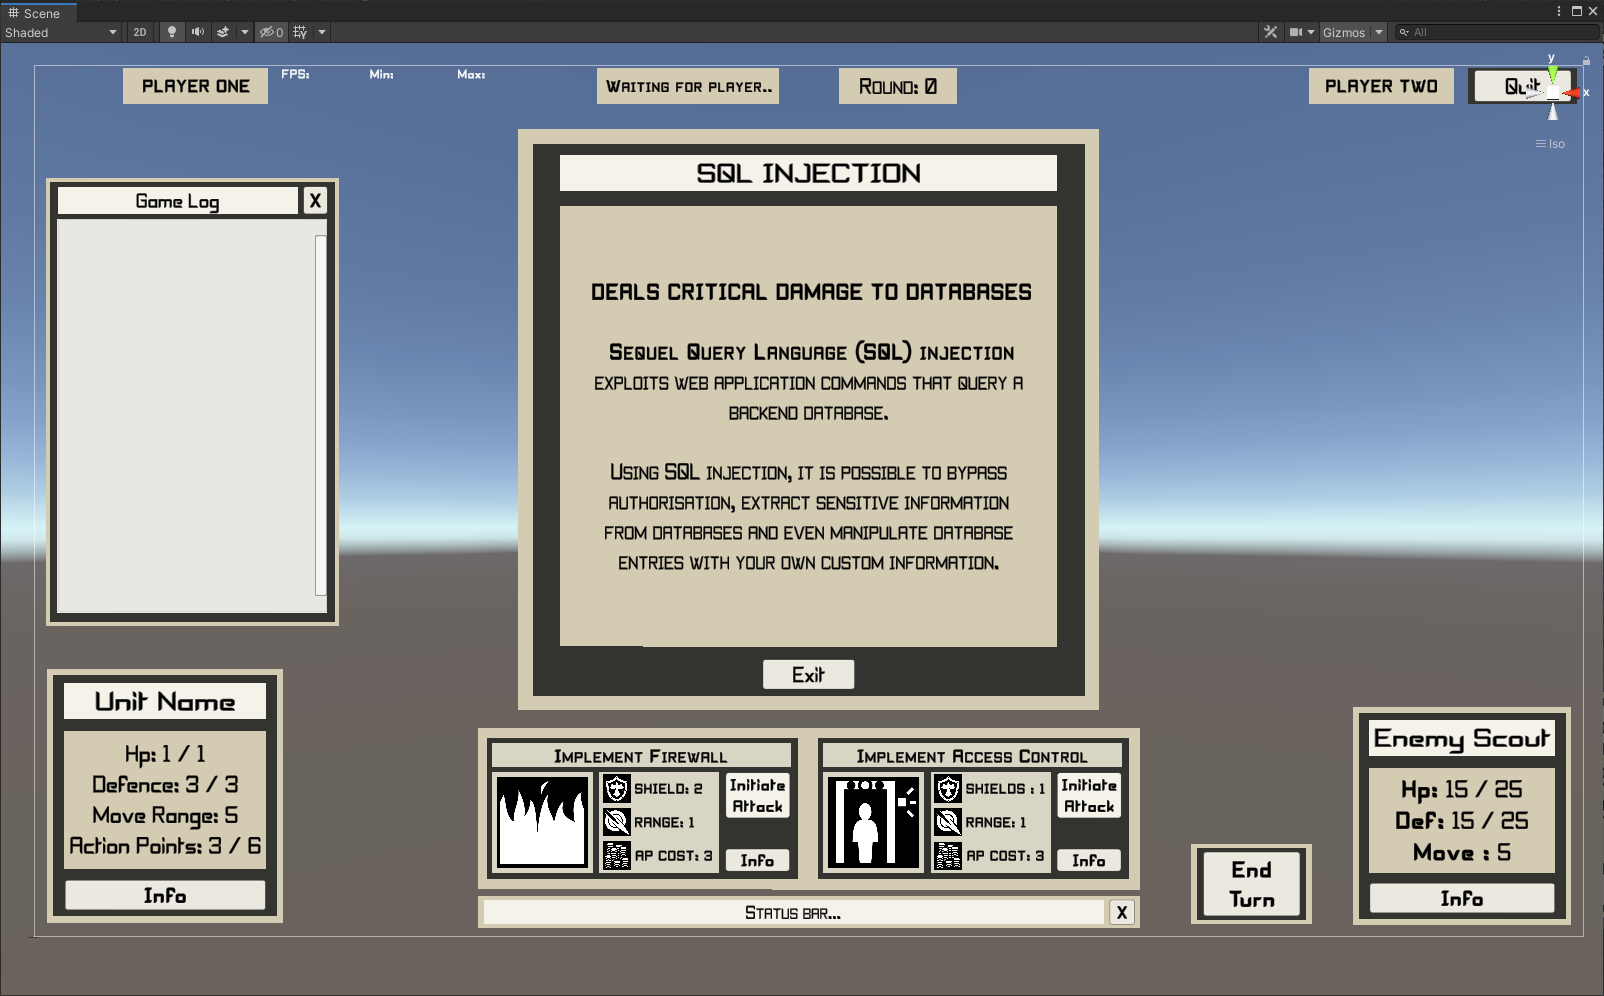 Scene
Shaded
2D
0
Gizmos
All
PLAYER ONE
FPS:
Min:
Max:
WAITING FOR PLAYER..
ROUND: 0
PLAYER TWO
y
x
Iso
Game Log
X
SQL INJECTION
DEALS CRITICAL DAMAGE TO DATABASES
SEQUEL QUERY LANGUAGE (SQL) INJECTION
EXPLOITS WEB APPLICATION COMMANDS THAT QUERY A
BACKEND DATABASE.
USING SQL INJECTION, IT IS POSSIBLE TO BYPASS
AUTHORISATION, EXTRACT SENSITIVE INFORMATION
FROM DATABASES AND EVEN MANIPULATE DATABASE
ENTRIES WITH YOUR OWN CUSTOM INFORMATION.
Exit
Unit Name
Hp: 1 / 1
Defence: 3 / 3
Move Range: 5
Action Points: 3 / 6
Info
IMPLEMENT FIREWALL
SHIELD: 2
RANGE: 1
AP COST: 3
Initiate
Attack
Info
IMPLEMENT ACCESS CONTROL
SHIELDS : 1
RANGE: 1
AP COST: 3
Initiate
Attack
Info
STATUS BAR...
X
End
Turn
Enemy Scout
Hp: 15 / 25
Def: 15 / 25
Move : 5
Info